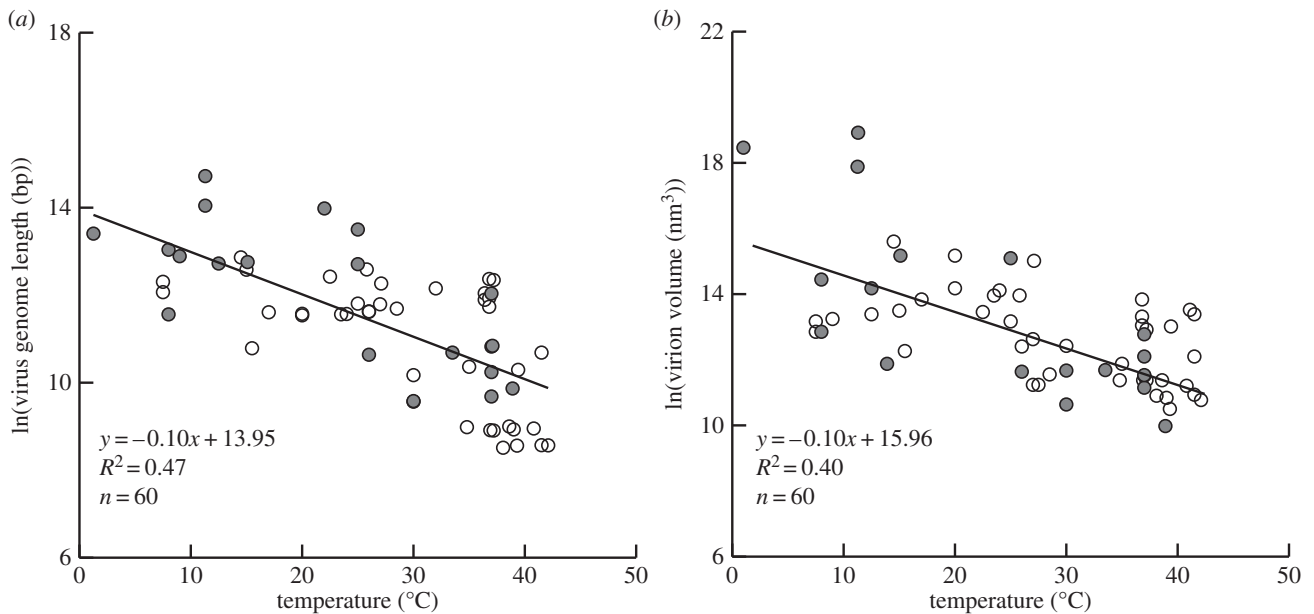 (a)
18
14
10
6
ln(virus genome length (bp))
y = –0.10x + 13.95
R² = 0.47
n = 60
0 10 20 30 40 50
temperature (°C)
(b)
22
18
14
10
6
ln(virion volume (nm³))
y = –0.10x + 15.96
R² = 0.40
n = 60
0 10 20 30 40 50
temperature (°C)